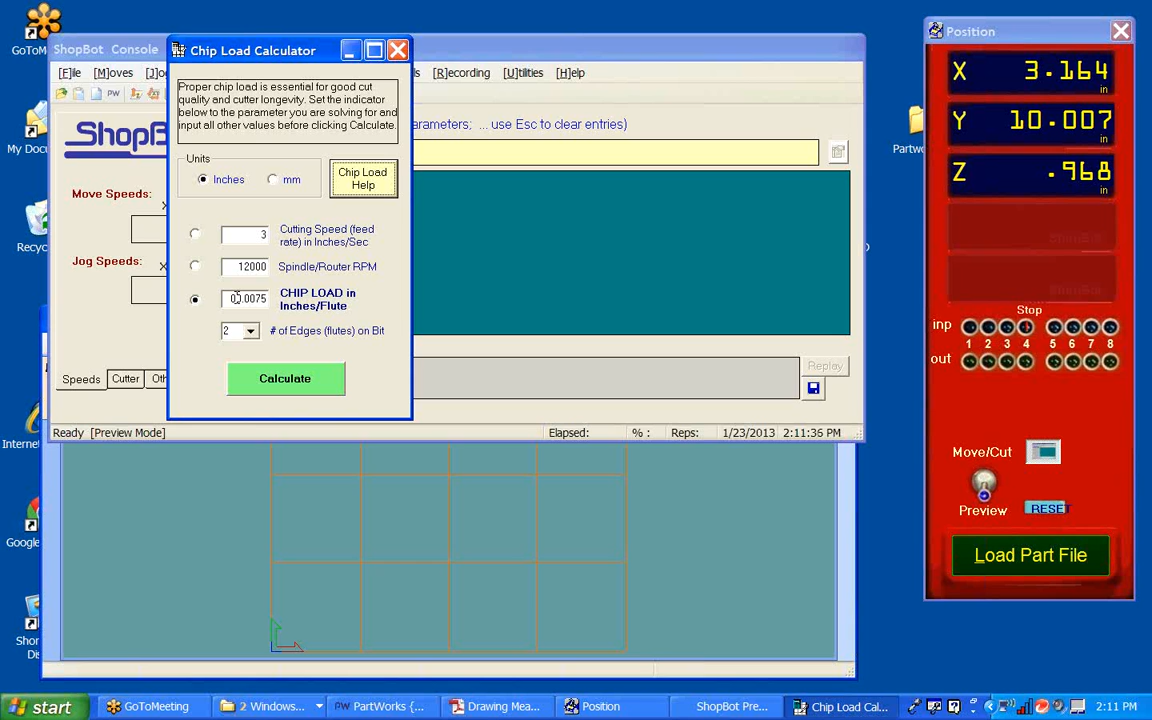 GoToM
My Docu
Recyc
Internet
Google
Shor
Dis
Partwo
ShopBot Console
[F]ile [M]oves [J]o
[R]ecording [U]tilities [H]elp
PW
ShopB
arameters; ... use Esc to clear entries)
Move Speeds:
X
Jog Speeds:
X
Speeds
Cutter
Oth
Replay
Ready [Preview Mode]
Elapsed:
% :
Reps:
1/23/2013
2:11:36 PM
Chip Load Calculator
Proper chip load is essential for good cut
quality and cutter longevity. Set the indicator
below to the parameter you are solving for and
input all other values before clicking Calculate.
Units
Inches
mm
Chip Load
Help
3
Cutting Speed (feed
rate) in Inches/Sec
12000
Spindle/Router RPM
CHIP LOAD in
Inches/Flute
2
# of Edges (flutes) on Bit
Calculate
Position
X 3.164
in
Y 10.007
in
Z .968
in
Stop
inp
1 2 3 4 5 6 7 8
out
Move/Cut
Preview
RESET
Load Part File
start
GoToMeeting
2 Windows...
PartWorks {...
Drawing Mea...
Position
ShopBot Pre...
Chip Load Cal...
2:11 PM